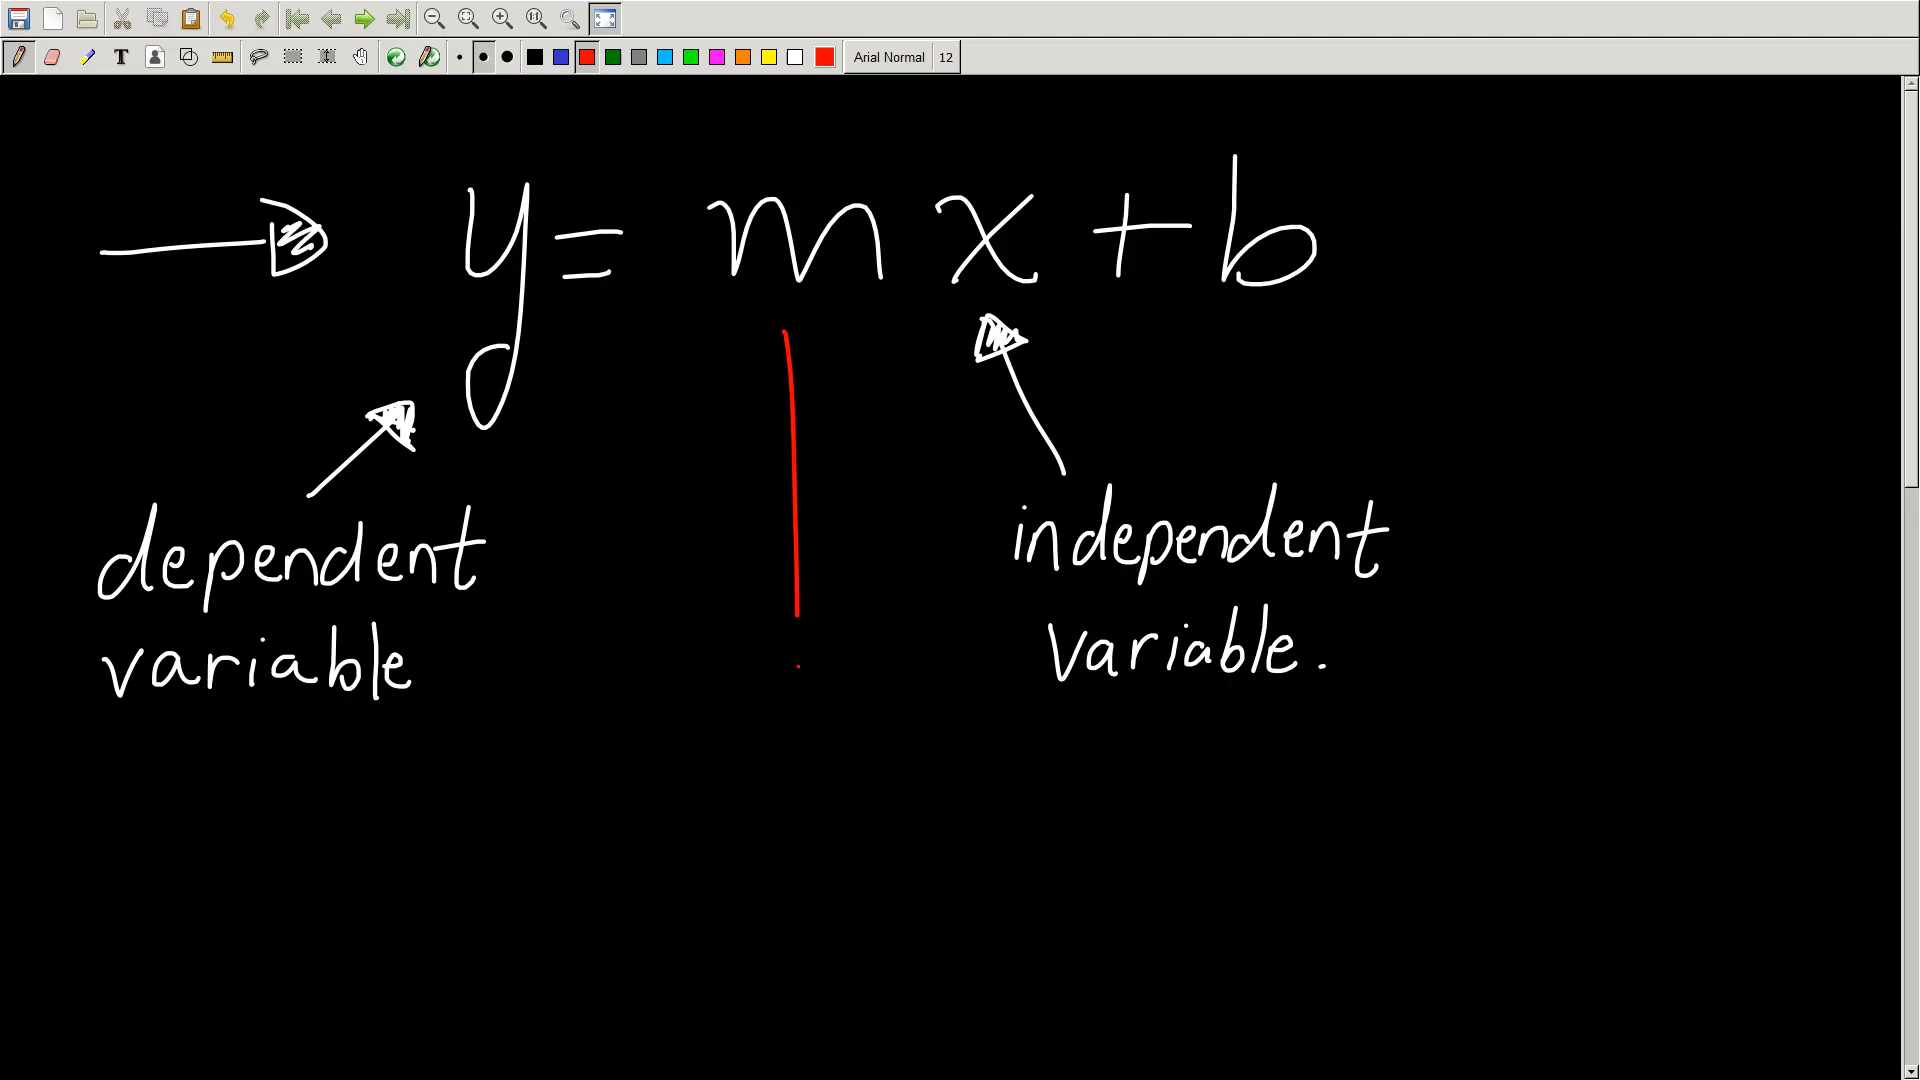 Arial Normal 12
y = mx + b
dependent
variable
independent
variable.